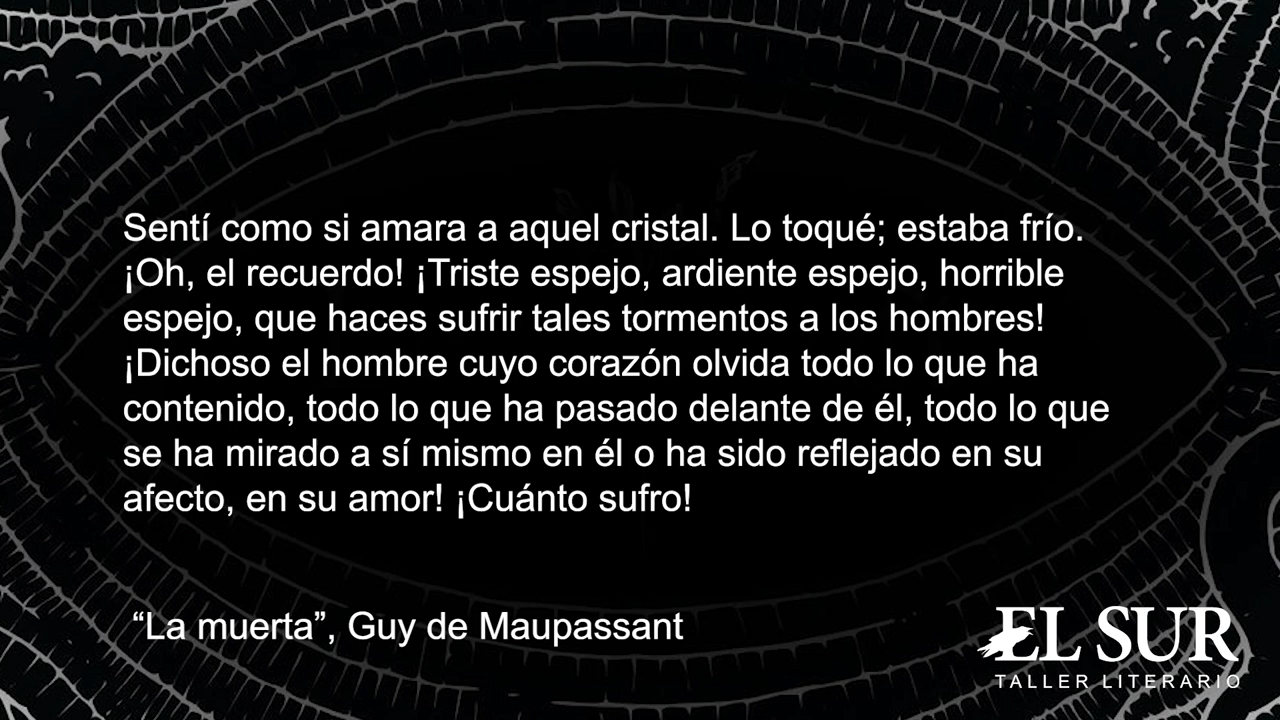 Sentí como si amara a aquel cristal. Lo toqué; estaba frío.
¡Oh, el recuerdo! ¡Triste espejo, ardiente espejo, horrible
espejo, que haces sufrir tales tormentos a los hombres!
¡Dichoso el hombre cuyo corazón olvida todo lo que ha
contenido, todo lo que ha pasado delante de él, todo lo que
se ha mirado a sí mismo en él o ha sido reflejado en su
afecto, en su amor! ¡Cuánto sufro!
“La muerta”, Guy de Maupassant
EL SUR
TALLER LITERARIO